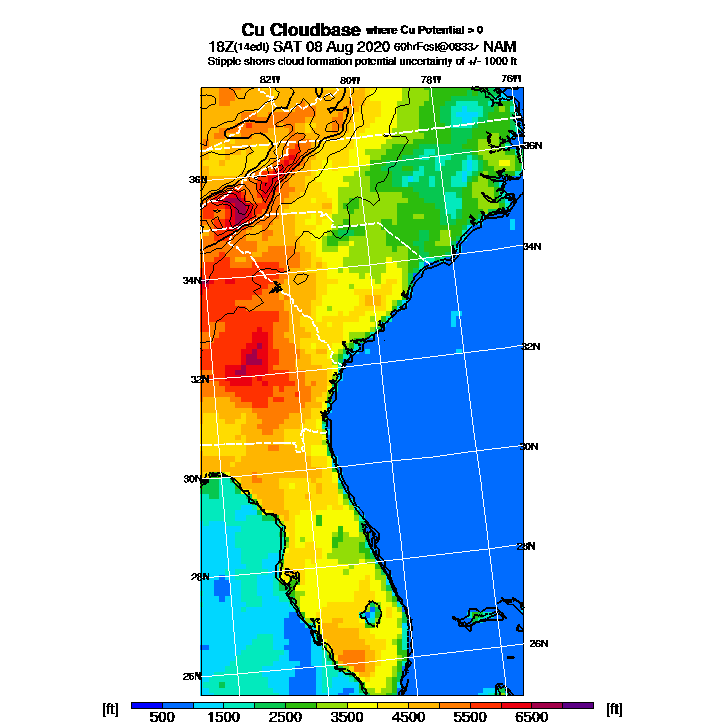 Cu Cloudbase where Cu Potential > 0
18Z(14edt) SAT 08 Aug 2020 60hrFcst@0833z NAM
Stipple shows cloud formation potential uncertainty of +/- 1000 ft
82W 80W 78W 76W
36N 36N
34N 34N
32N 32N
30N 30N
28N 28N
26N 26N
[ft] 500 1500 2500 3500 4500 5500 6500 [ft]